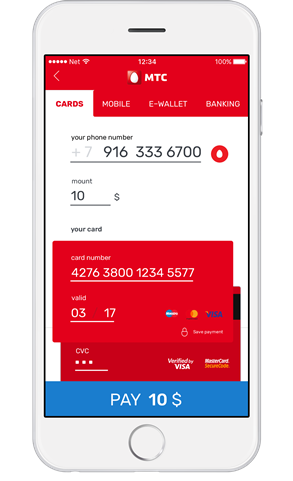 Net 12:34 100%
МТС
CARDS MOBILE E-WALLET BANKING
your phone number
+ 7 916 333 6700
mount
10 $
your card
card number
4276 3800 1234 5577
valid
03 17
Maestro VISA
Save payment
CVC
Verified by VISA MasterCard. SecureCode.
PAY 10 $